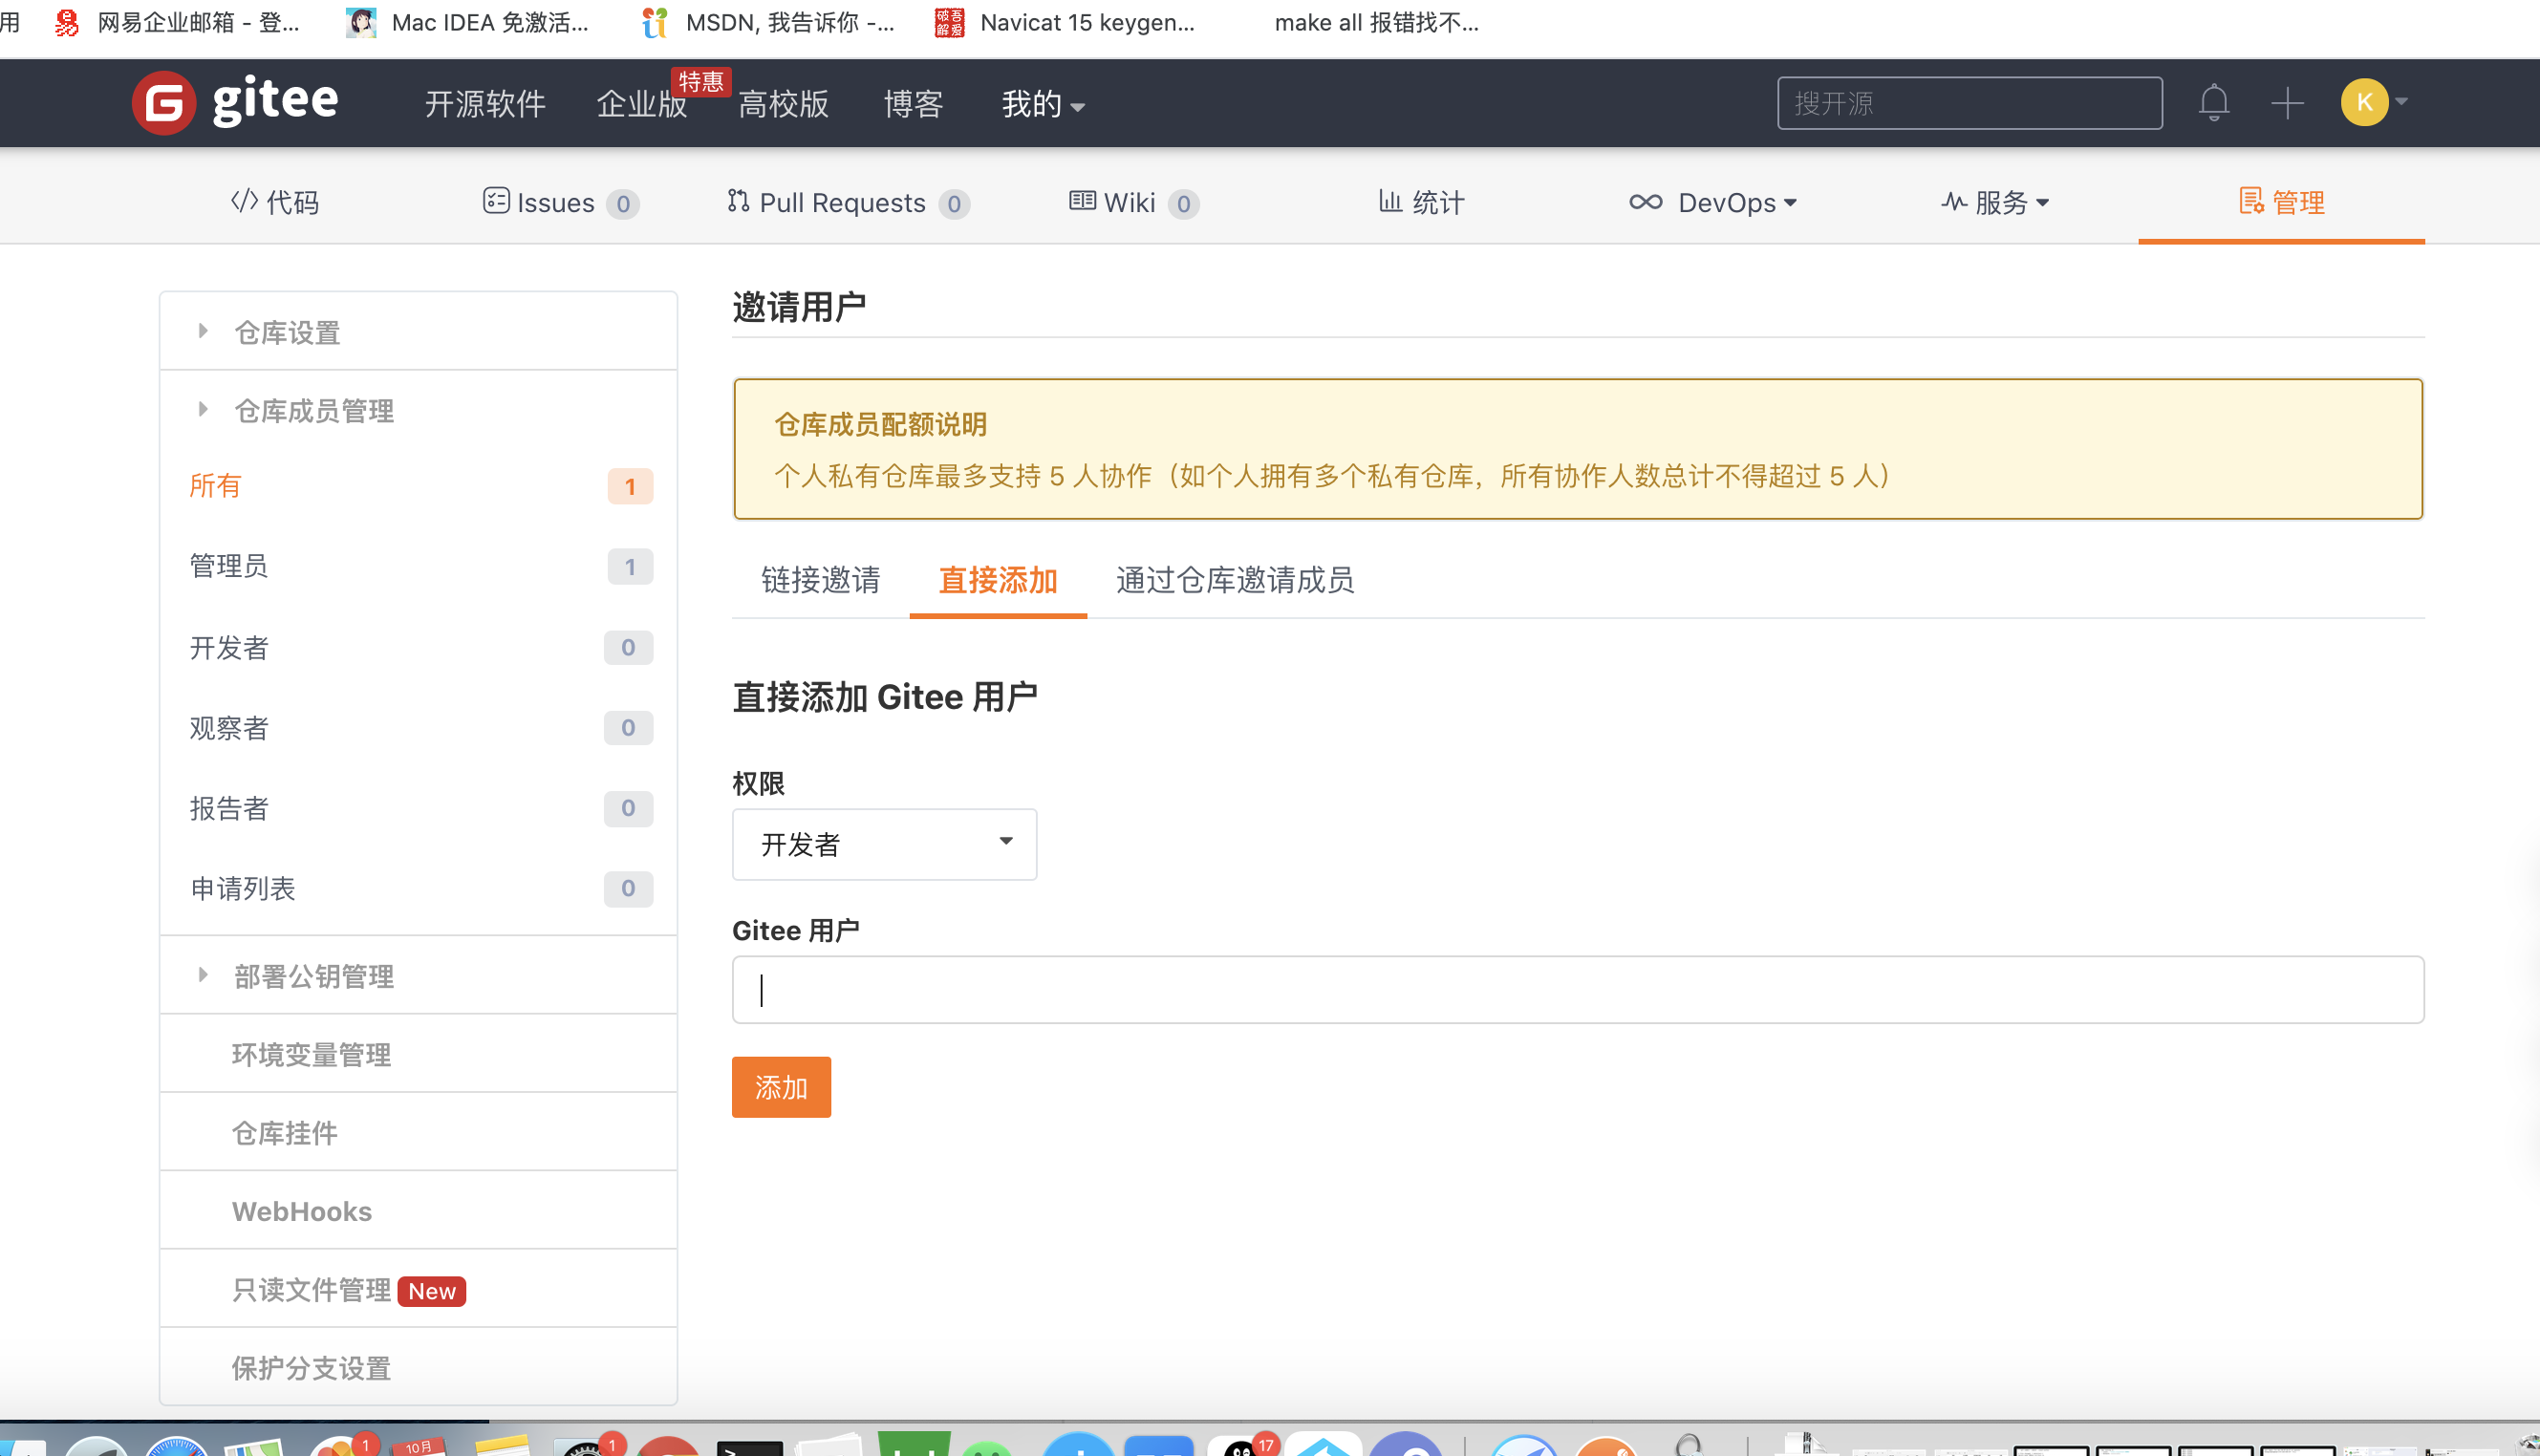 用 网易企业邮箱 - 登... Mac IDEA 免激活... MSDN, 我告诉你 -... Navicat 15 keygen... make all 报错找不...
gitee 开源软件 企业版 特惠 高校版 博客 我的 搜开源 K
代码 Issues 0 Pull Requests 0 Wiki 0 统计 DevOps 服务 管理
仓库设置
仓库成员管理
所有 1
管理员 1
开发者 0
观察者 0
报告者 0
申请列表 0
部署公钥管理
环境变量管理
仓库挂件
WebHooks
只读文件管理 New
保护分支设置
邀请用户
仓库成员配额说明
个人私有仓库最多支持 5 人协作（如个人拥有多个私有仓库，所有协作人数总计不得超过 5 人）
链接邀请 直接添加 通过仓库邀请成员
直接添加 Gitee 用户
权限
开发者
Gitee 用户
添加
1 10月 1 17